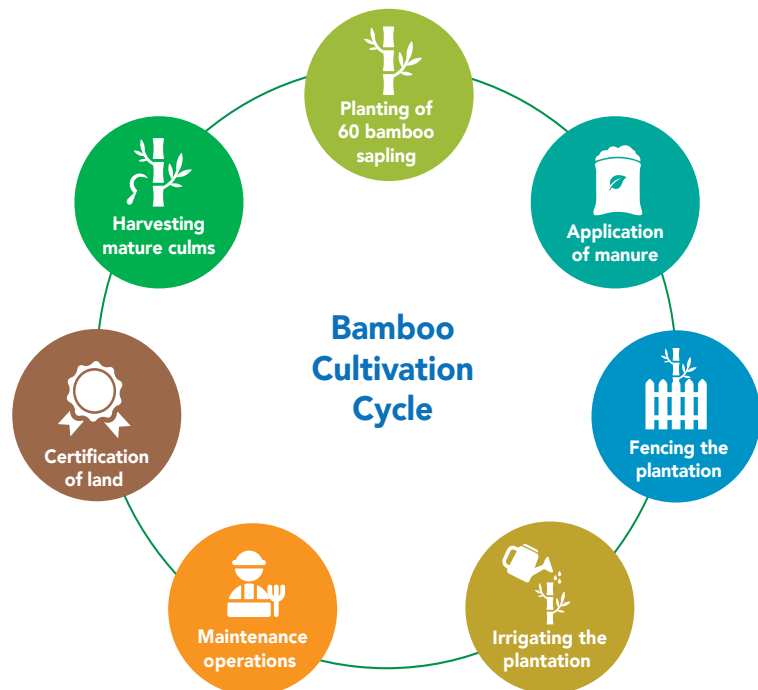 Planting of
60 bamboo
sapling
Application
of manure
Fencing the
plantation
Irrigating the
plantation
Maintenance
operations
Certification
of land
Harvesting
mature culms
Bamboo
Cultivation
Cycle